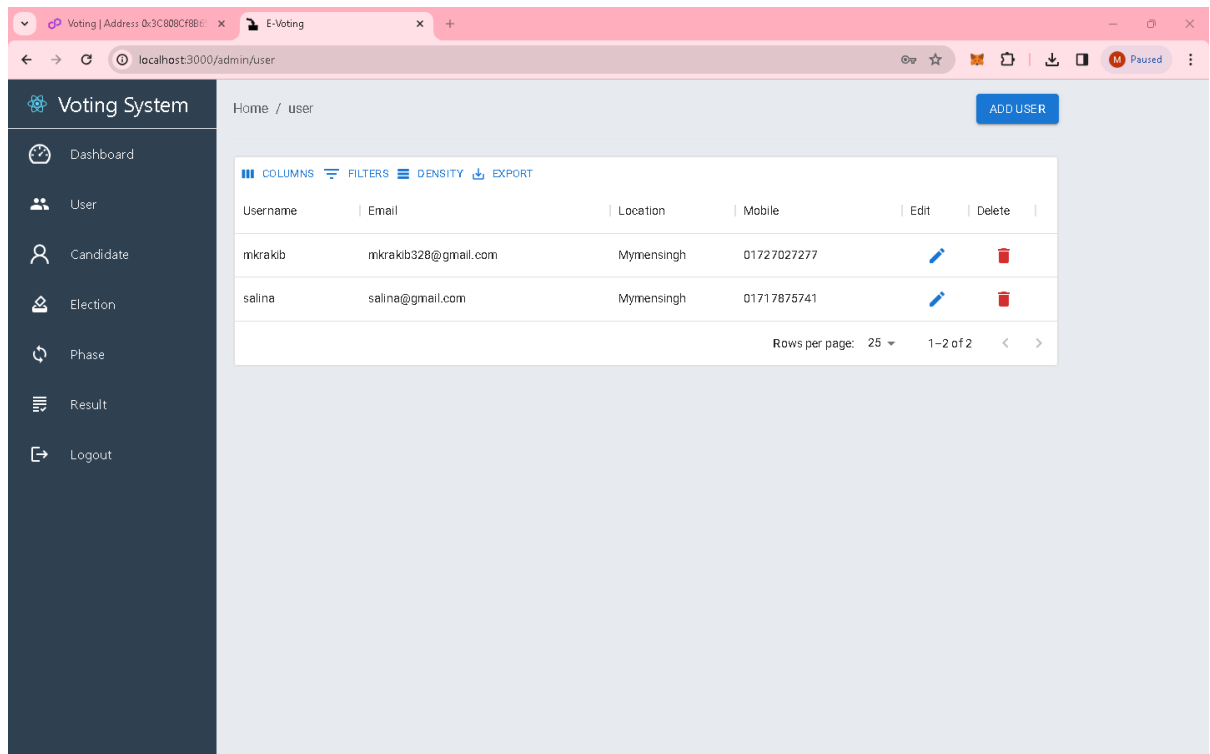 Voting | Address 0x3C808Cf8B6
E-Voting
localhost:3000/admin/user
M Paused
Voting System
Home / user
ADD USER
Dashboard
User
Candidate
Election
Phase
Result
Logout
COLUMNS FILTERS DENSITY EXPORT
Username Email Location Mobile Edit Delete
mkrakib mkrakib328@gmail.com Mymensingh 01727027277
salina salina@gmail.com Mymensingh 01717875741
Rows per page: 25 1–2 of 2